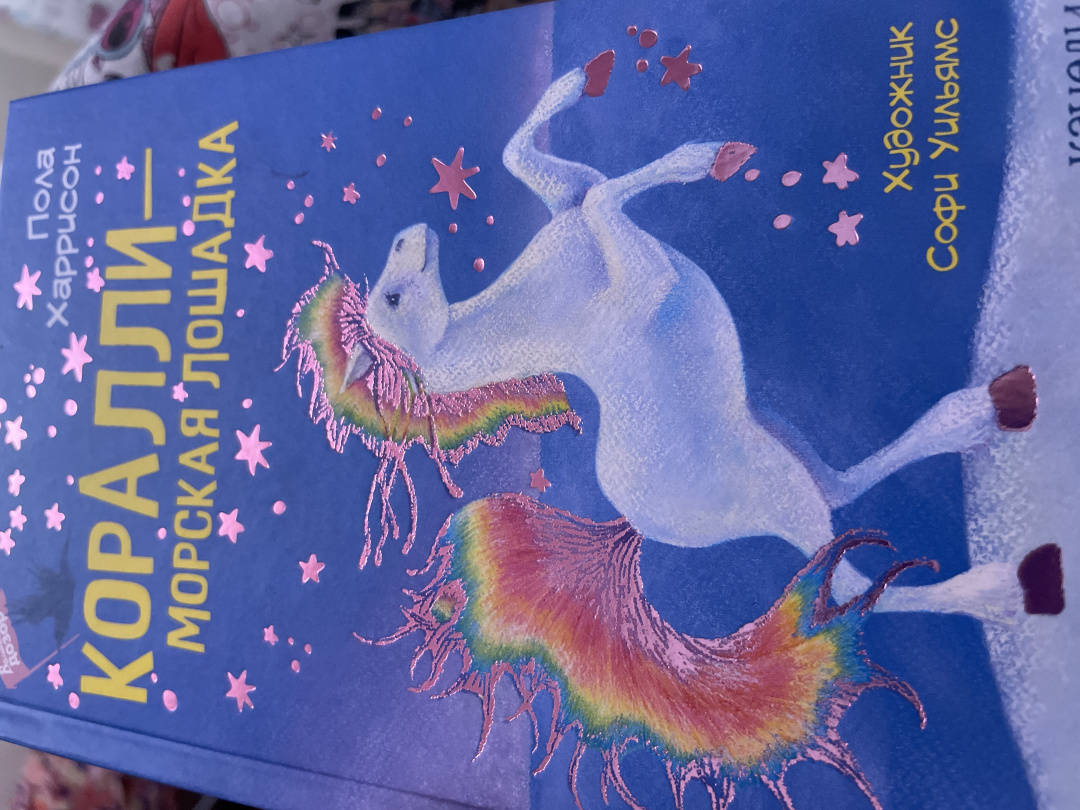 Пола
Харрисон
КОРАЛЛИ—
МОРСКАЯ ЛОШАДКА
Художник
Софи Уильямс